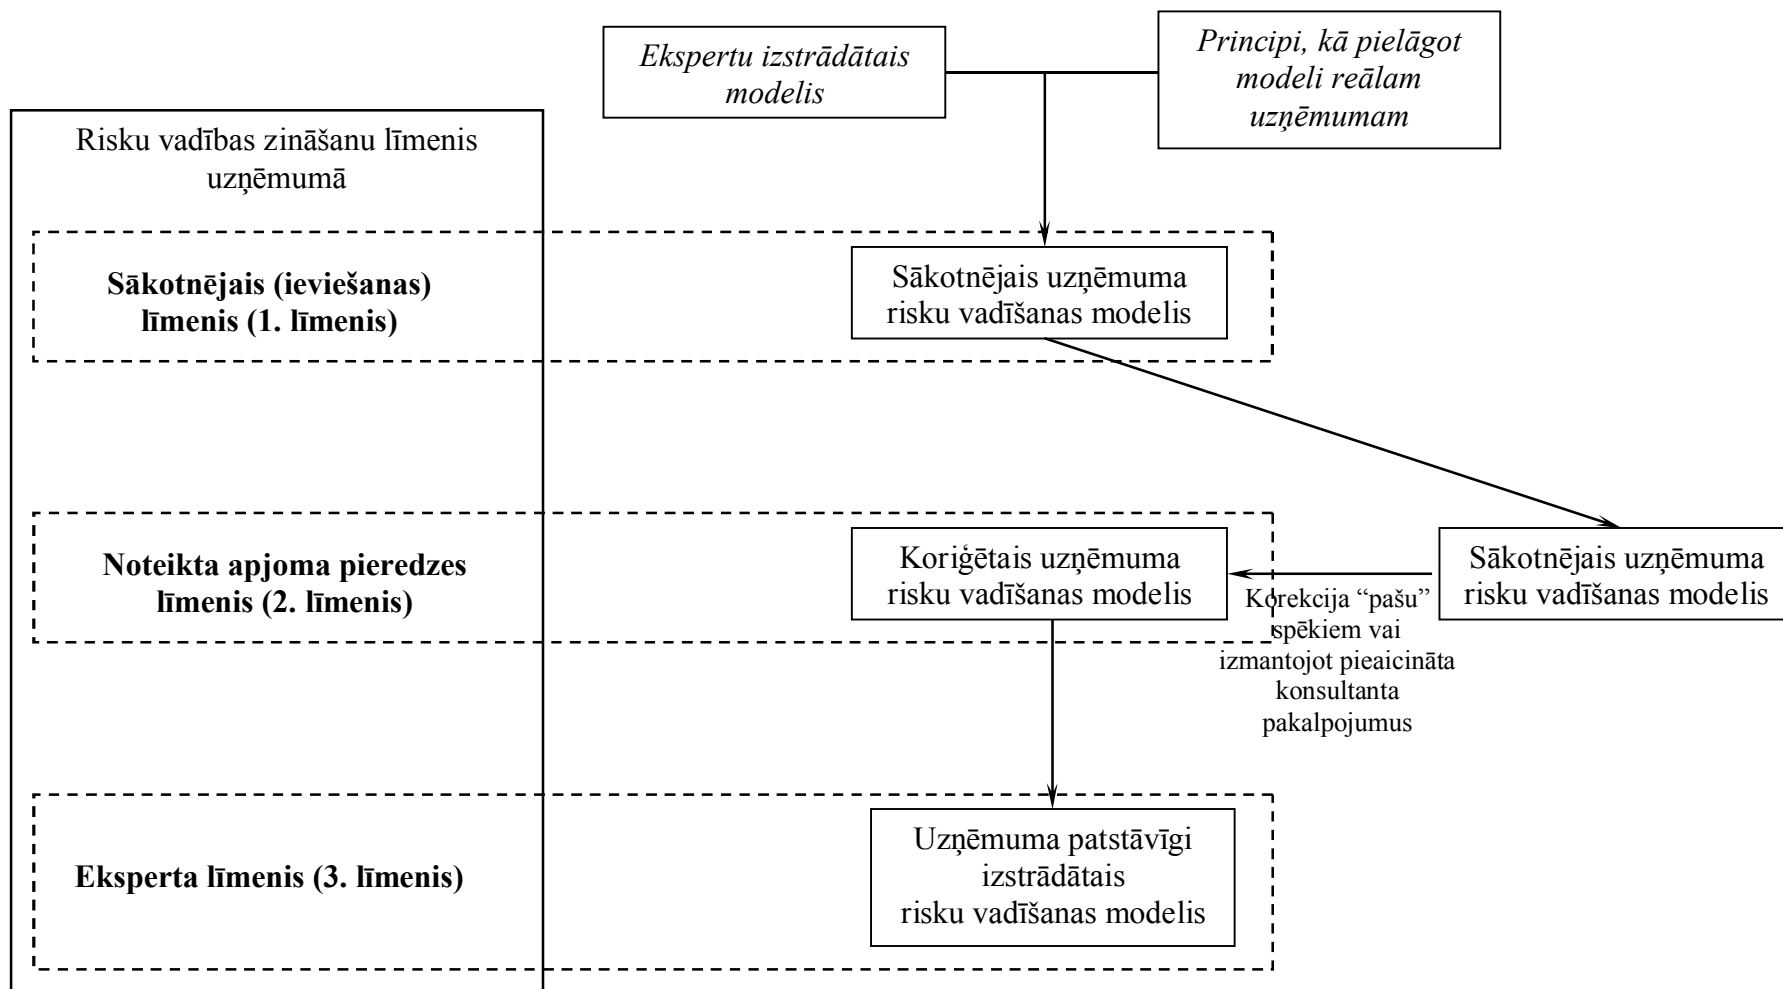 Ekspertu izstrādātais
modelis
Principi, kā pielāgot
modeli reālam
uzņēmumam
Risku vadības zināšanu līmenis
uzņēmumā
Sākotnējais (ieviešanas)
līmenis (1. līmenis)
Sākotnējais uzņēmuma
risku vadīšanas modelis
Noteikta apjoma pieredzes
līmenis (2. līmenis)
Koriģētais uzņēmuma
risku vadīšanas modelis
Korekcija “pašu”
spēkiem vai
izmantojot pieaicināta
konsultanta
pakalpojumus
Sākotnējais uzņēmuma
risku vadīšanas modelis
Eksperta līmenis (3. līmenis)
Uzņēmuma patstāvīgi
izstrādātais
risku vadīšanas modelis